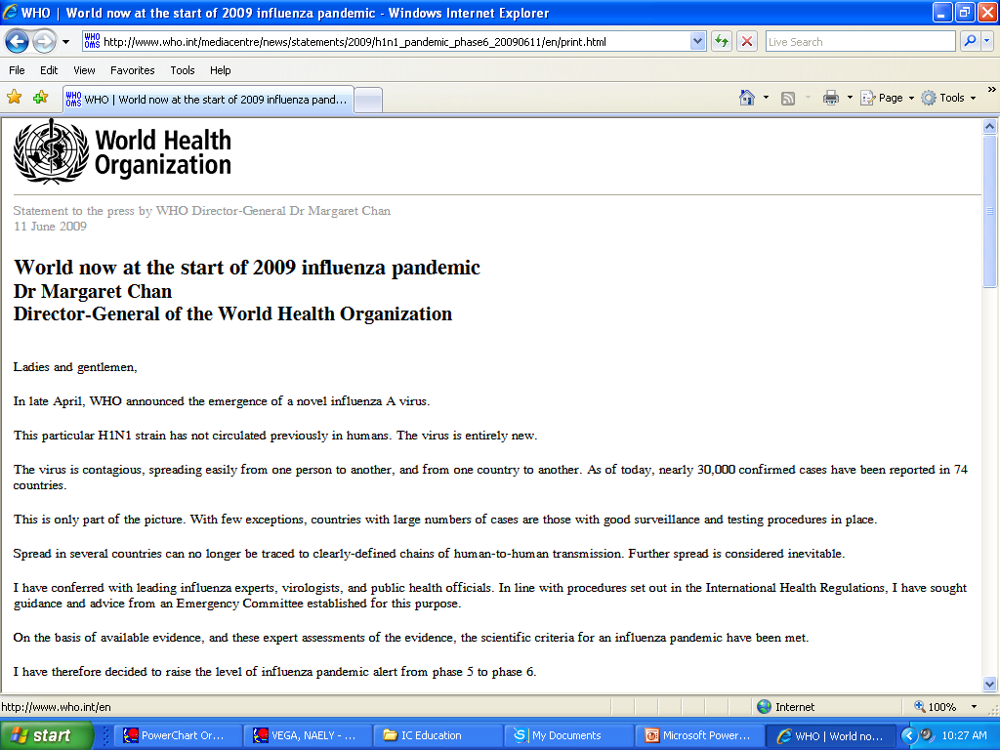 WHO | World now at the start of 2009 influenza pandemic - Windows Internet Explorer
WHO OMS http://www.who.int/mediacentre/news/statements/2009/h1n1_pandemic_phase6_20090611/en/print.html Live Search
File Edit View Favorites Tools Help
WHO OMS WHO | World now at the start of 2009 influenza pand... Page Tools
World Health
Organization
Statement to the press by WHO Director-General Dr Margaret Chan
11 June 2009
World now at the start of 2009 influenza pandemic
Dr Margaret Chan
Director-General of the World Health Organization
Ladies and gentlemen,
In late April, WHO announced the emergence of a novel influenza A virus.
This particular H1N1 strain has not circulated previously in humans. The virus is entirely new.
The virus is contagious, spreading easily from one person to another, and from one country to another. As of today, nearly 30,000 confirmed cases have been reported in 74
countries.
This is only part of the picture. With few exceptions, countries with large numbers of cases are those with good surveillance and testing procedures in place.
Spread in several countries can no longer be traced to clearly-defined chains of human-to-human transmission. Further spread is considered inevitable.
I have conferred with leading influenza experts, virologists, and public health officials. In line with procedures set out in the International Health Regulations, I have sought
guidance and advice from an Emergency Committee established for this purpose.
On the basis of available evidence, and these expert assessments of the evidence, the scientific criteria for an influenza pandemic have been met.
I have therefore decided to raise the level of influenza pandemic alert from phase 5 to phase 6.
http://www.who.int/en Internet 100%
start PowerChart Or... VEGA, NAELY - ... IC Education My Documents Microsoft Power... WHO | World no... 10:27 AM